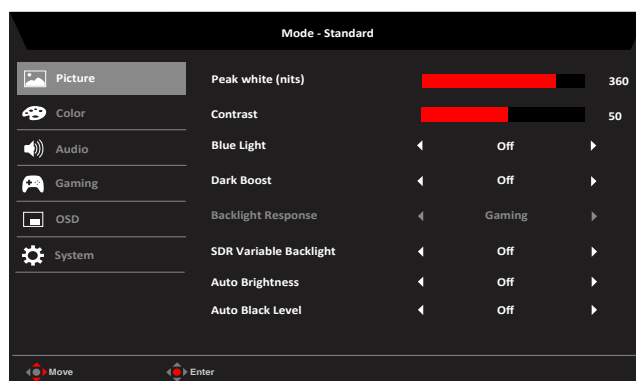 Mode - Standard
Picture
Color
Audio
Gaming
OSD
System
Peak white (nits) 360
Contrast 50
Blue Light Off
Dark Boost Off
Backlight Response Gaming
SDR Variable Backlight Off
Auto Brightness Off
Auto Black Level Off
Move Enter